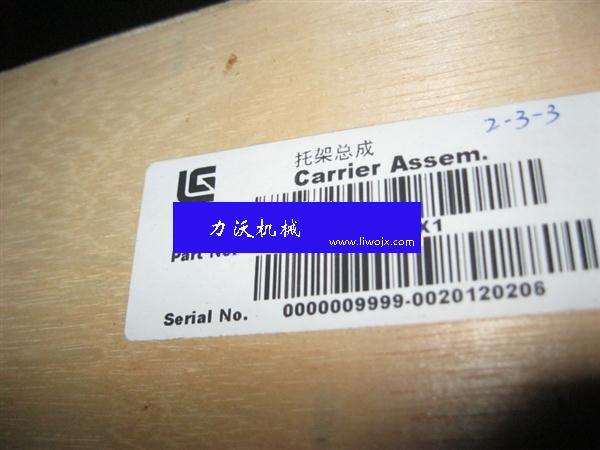 2-3-3
托架总成
Carrier Assem.
LG
力沃机械
www.liwojx.com
X1
Part No.
Serial No. 0000009999-0020120206